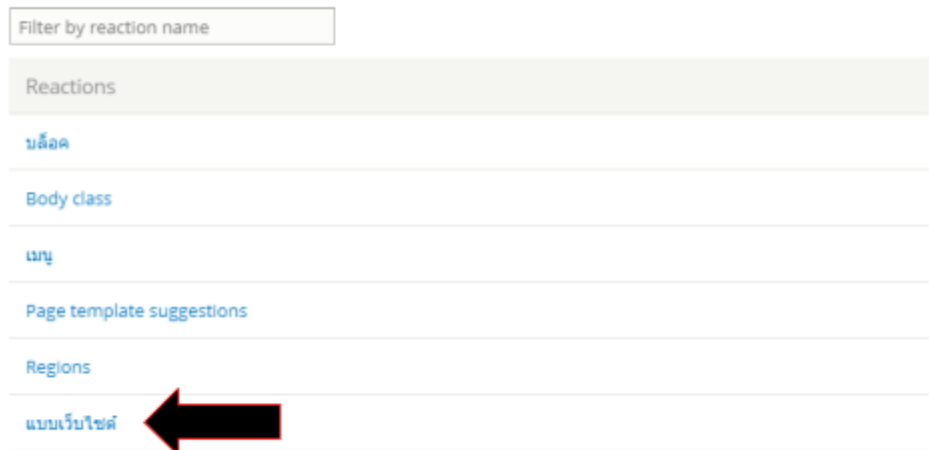 Filter by reaction name
Reactions
บล็อค
Body class
เมนู
Page template suggestions
Regions
แบบเว็บไซต์